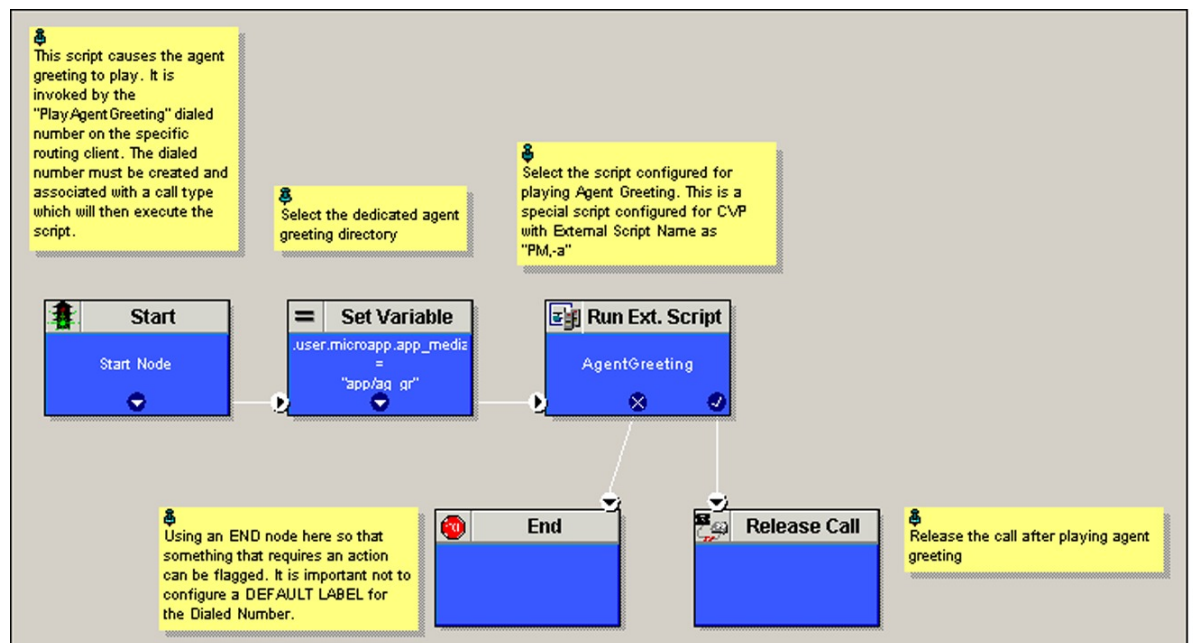 This script causes the agent
greeting to play. It is
invoked by the
"PlayAgentGreeting" dialed
number on the specific
routing client. The dialed
number must be created and
associated with a call type
which will then execute the
script.
Select the dedicated agent
greeting directory
Select the script configured for
playing Agent Greeting. This is a
special script configured for CVP
with External Script Name as
"PM,-a"
Start
Start Node
= Set Variable
.user.microapp.app_media
=
"app/ag_gr"
Run Ext. Script
AgentGreeting
Using an END node here so that
something that requires an action
can be flagged. It is important not to
configure a DEFAULT LABEL for
the Dialed Number.
End
Release Call
Release the call after playing agent
greeting